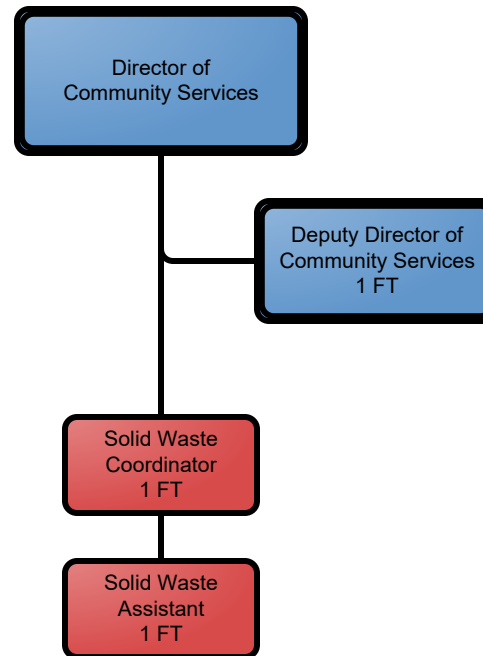 Director of
Community Services
Deputy Director of
Community Services
1 FT
Solid Waste
Coordinator
1 FT
Solid Waste
Assistant
1 FT